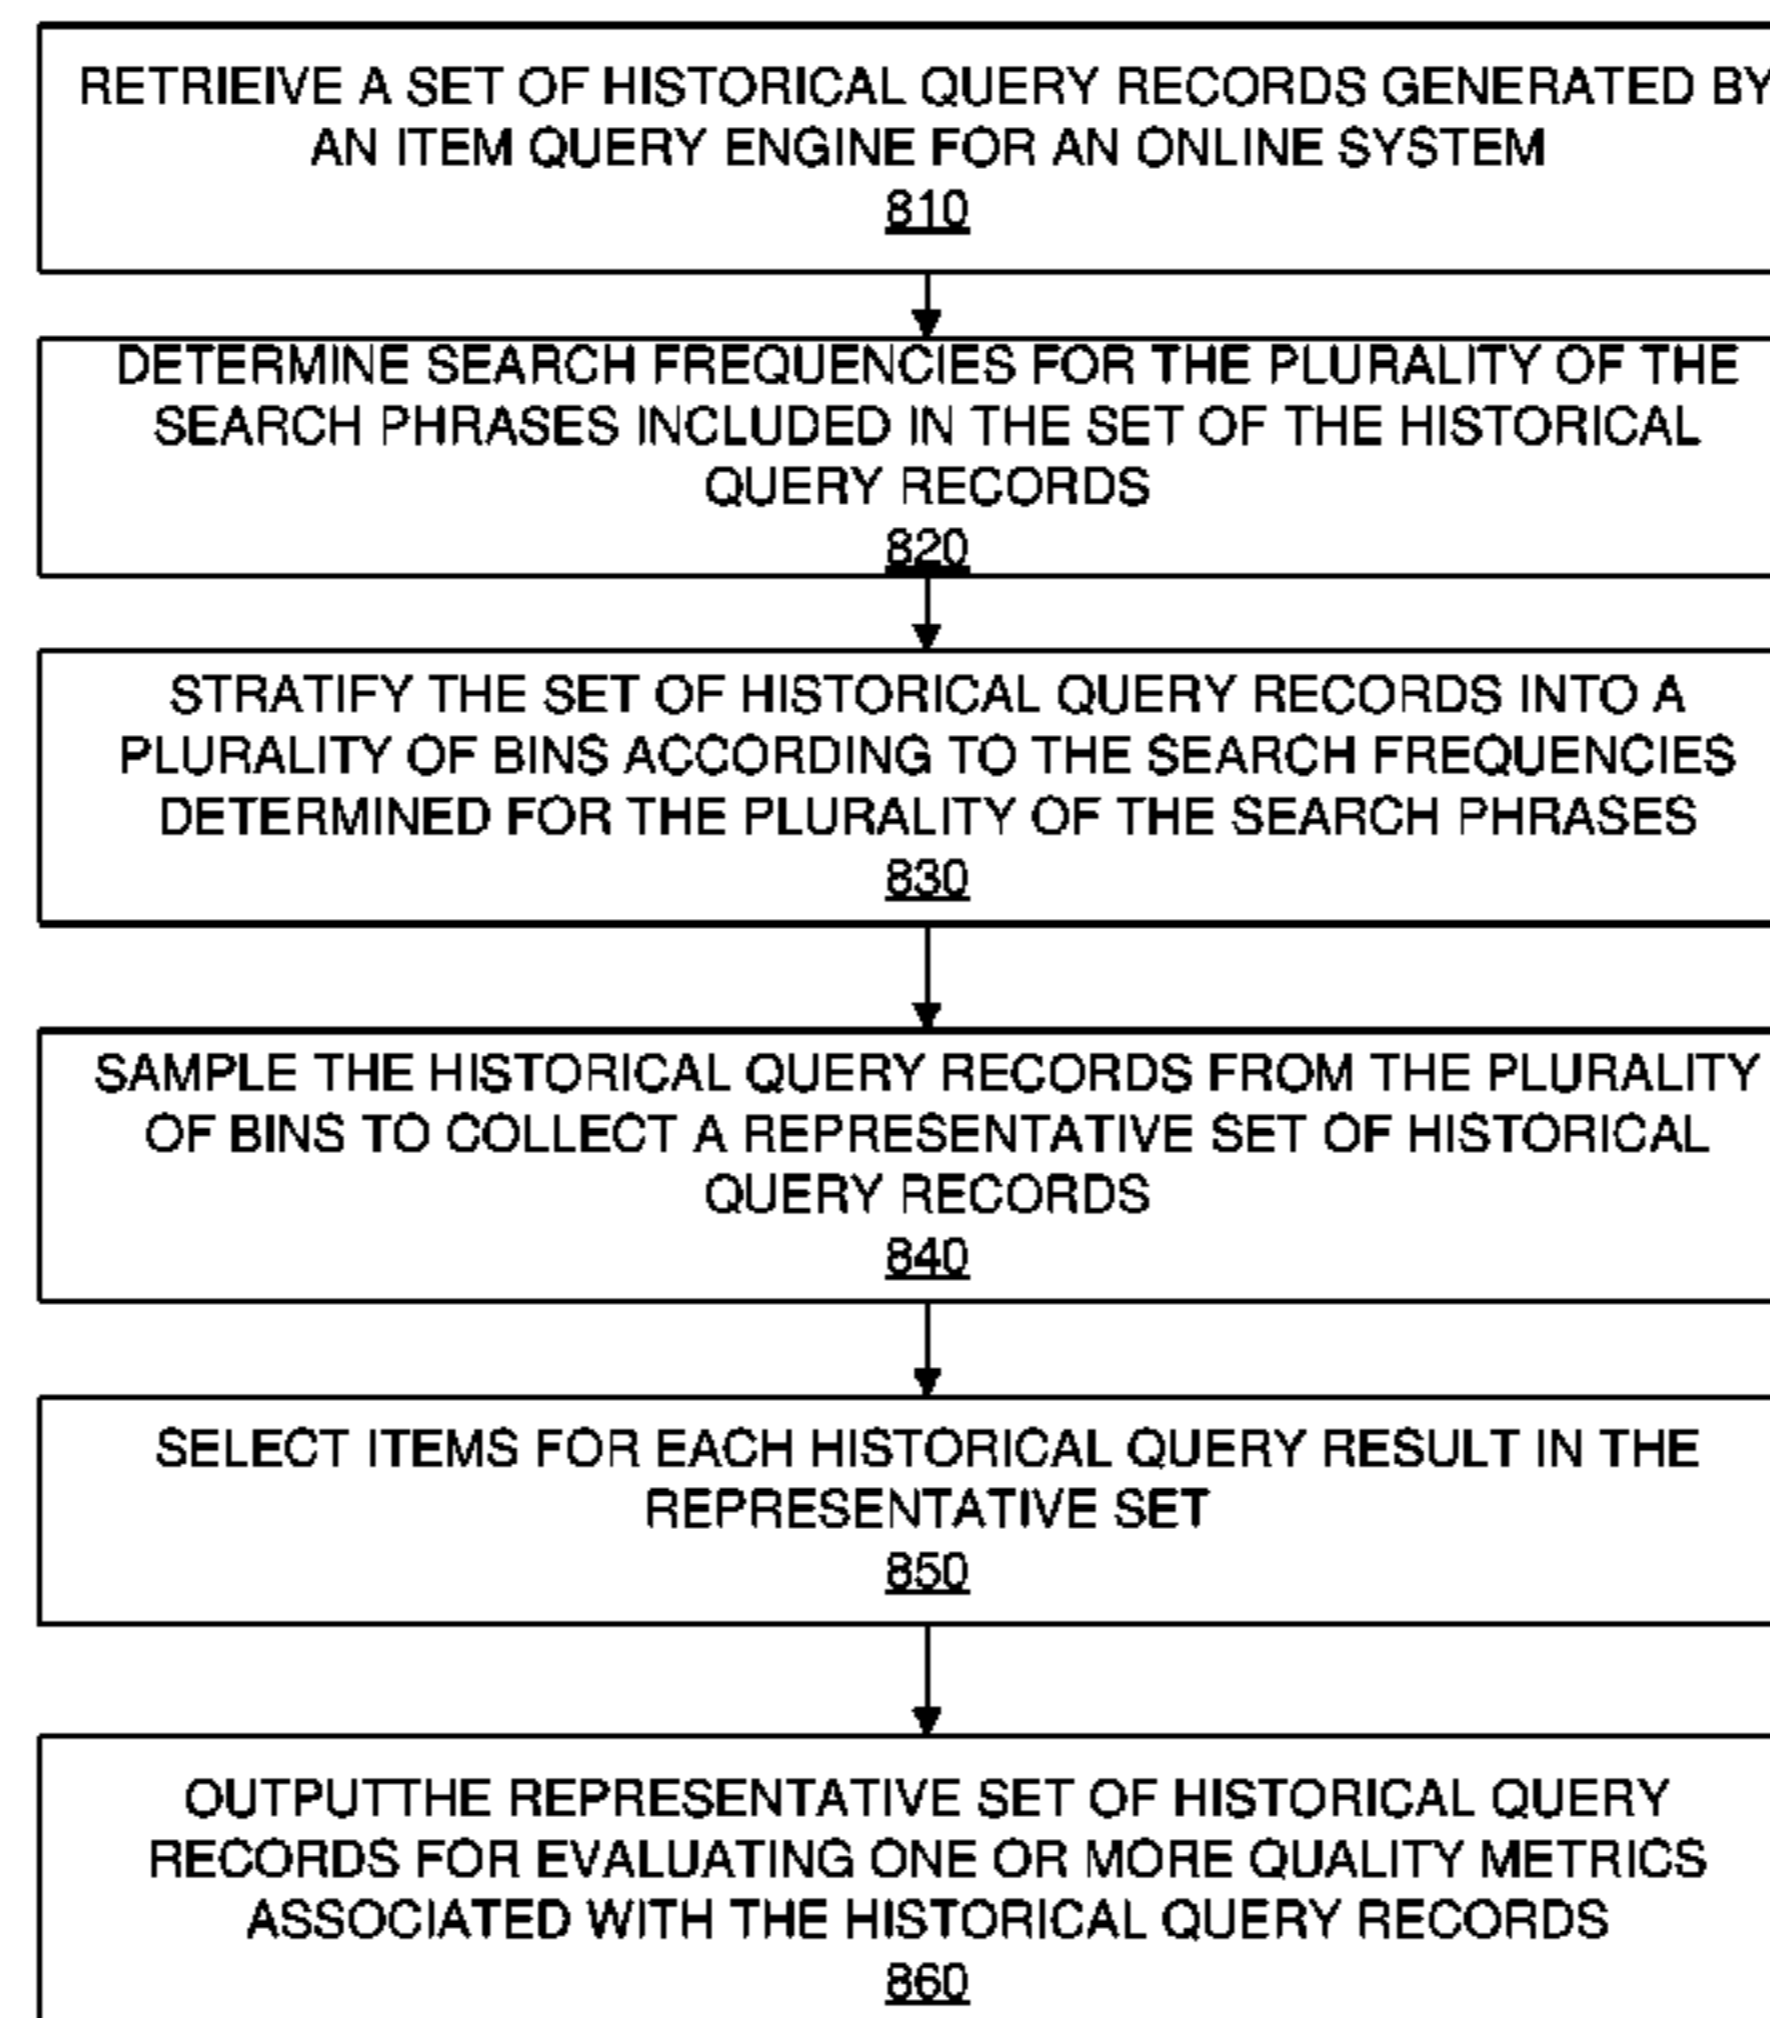 RETRIEIVE A SET OF HISTORICAL QUERY RECORDS GENERATED BY
AN ITEM QUERY ENGINE FOR AN ONLINE SYSTEM
810
DETERMINE SEARCH FREQUENCIES FOR THE PLURALITY OF THE
SEARCH PHRASES INCLUDED IN THE SET OF THE HISTORICAL
QUERY RECORDS
820
STRATIFY THE SET OF HISTORICAL QUERY RECORDS INTO A
PLURALITY OF BINS ACCORDING TO THE SEARCH FREQUENCIES
DETERMINED FOR THE PLURALITY OF THE SEARCH PHRASES
830
SAMPLE THE HISTORICAL QUERY RECORDS FROM THE PLURALITY
OF BINS TO COLLECT A REPRESENTATIVE SET OF HISTORICAL
QUERY RECORDS
840
SELECT ITEMS FOR EACH HISTORICAL QUERY RESULT IN THE
REPRESENTATIVE SET
850
OUTPUTTHE REPRESENTATIVE SET OF HISTORICAL QUERY
RECORDS FOR EVALUATING ONE OR MORE QUALITY METRICS
ASSOCIATED WITH THE HISTORICAL QUERY RECORDS
860